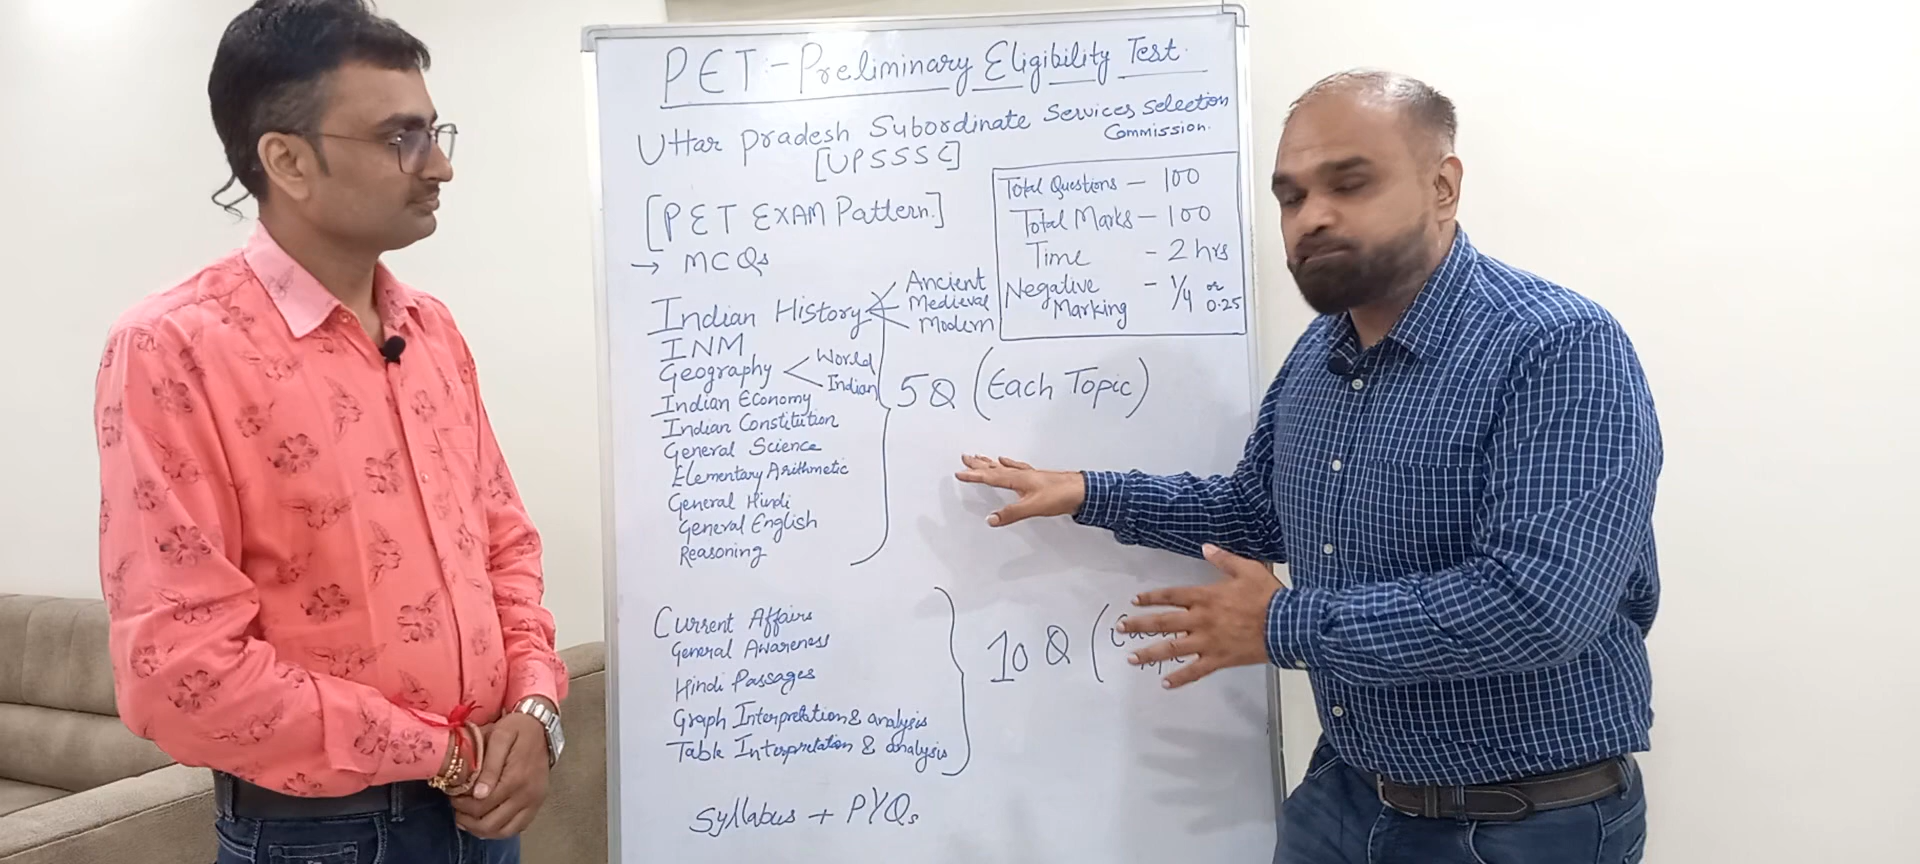 PET :- Preliminary Eligibility Test.
Uttar Pradesh Subordinate Services Selection
Commission.
[UPSSSC]
[PET EXAM Pattern.]
→ MCQs
Total Questions — 100
Total Marks — 100
Time - 2 hrs
Negative Marking - 1/4 or 0.25
Indian History
Ancient
Medieval
Modern
INM
Geography
World
Indian
Indian Economy
Indian Constitution
General Science
Elementary Arithmetic
General Hindi
General English
Reasoning
5Q (Each Topic)
Current Affairs
General Awareness
Hindi Passages
Graph Interpretation & analysis
Table Interpretation & analysis
10 Q (
Syllabus + PYQs